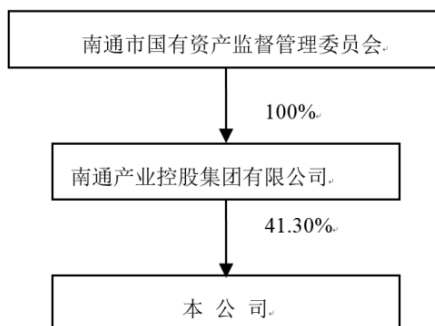 南通市国有资产监督管理委员会
100%
南通产业控股集团有限公司
41.30%
本 公 司